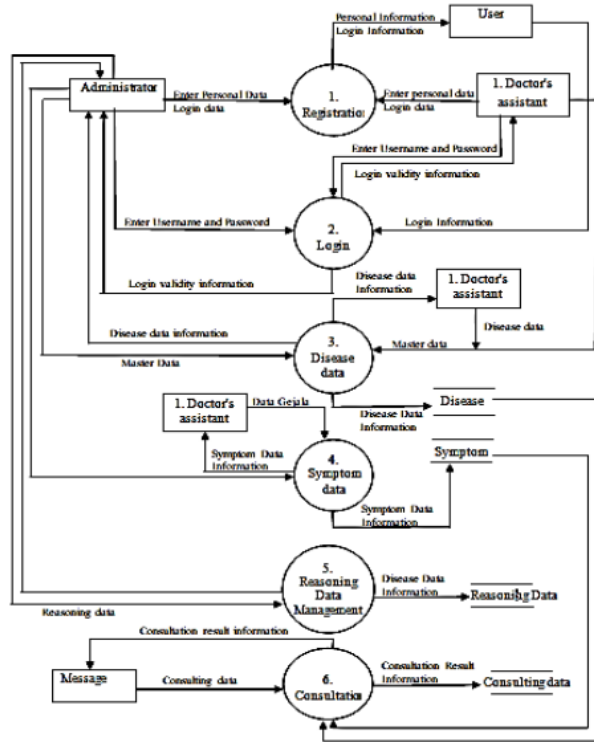 Personal Information
Login Information
User
Administrator
Enter Personal Data
Login data
1.
Registration
Enter personal data
Login data
1. Doctor's
assistant
Enter Username and Password
Login validity information
Enter Username and Password
2.
Login
Login Information
Login validity information
Disease data
Information
1. Doctor's
assistant
Disease data information
Disease data
3.
Disease
data
Master Data
Master data
1. Doctor's
assistant
Data Gejala
Disease Data
Information
Disease
Symptom Data
Information
4.
Symptom
data
Symptom
Symptom Data
Information
5.
Reasoning
Data
Management
Disease Data
Information
Reasoning Data
Reasoning data
Consultation result information
Message
Consulting data
6.
Consultation
Consultation Result
Information
Consulting data